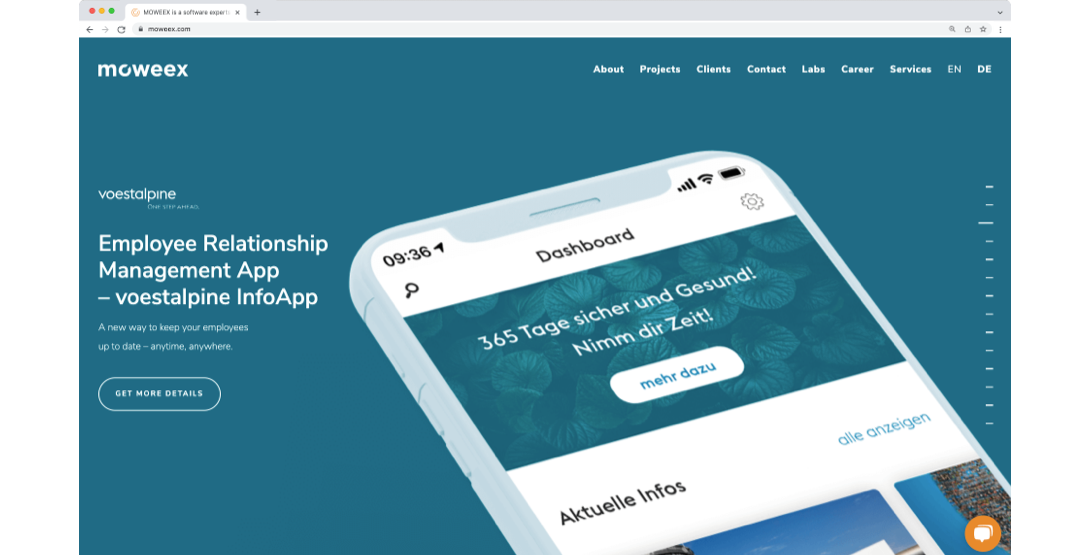 MOWEEX is a software expert
moweex.com
moweex
About Projects Clients Contact Labs Career Services EN DE
voestalpine
ONE STEP AHEAD.
Employee Relationship
Management App
– voestalpine InfoApp
A new way to keep your employees
up to date – anytime, anywhere.
GET MORE DETAILS
09:36
Dashboard
365 Tage sicher und Gesund!
Nimm dir Zeit!
mehr dazu
alle anzeigen
Aktuelle Infos